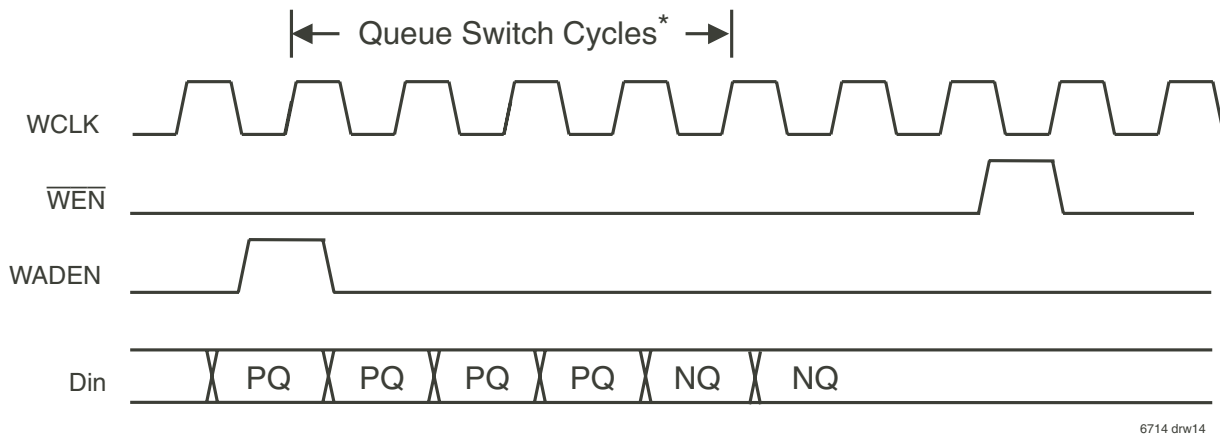 Queue Switch Cycles*
WCLK
WEN
WADEN
Din PQ PQ PQ PQ NQ NQ
6714 drw14